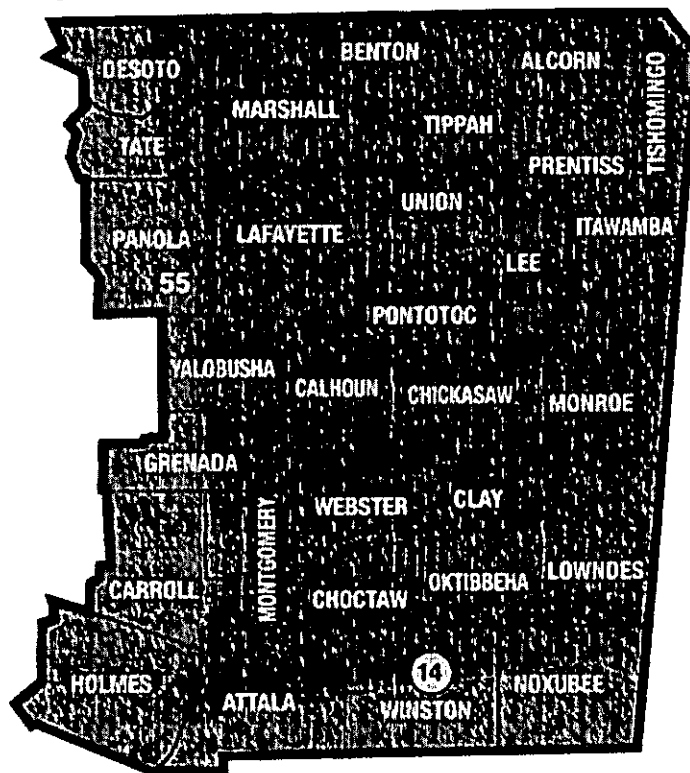 BENTON
DESOTO
ALCORN
TISHOMINGO
MARSHALL
TIPPAH
TATE
PRENTISS
UNION
ITAWAMBA
PANOLA
LAFAYETTE
LEE
55
PONTOTOC
YALOBUSHA
CALHOUN
CHICKASAW
MONROE
GRENADA
MONTGOMERY
WEBSTER
CLAY
CARROLL
CHOCTAW
OKTIBBEHA
LOWNDES
14
HOLMES
ATTALA
WINSTON
NOXUBEE